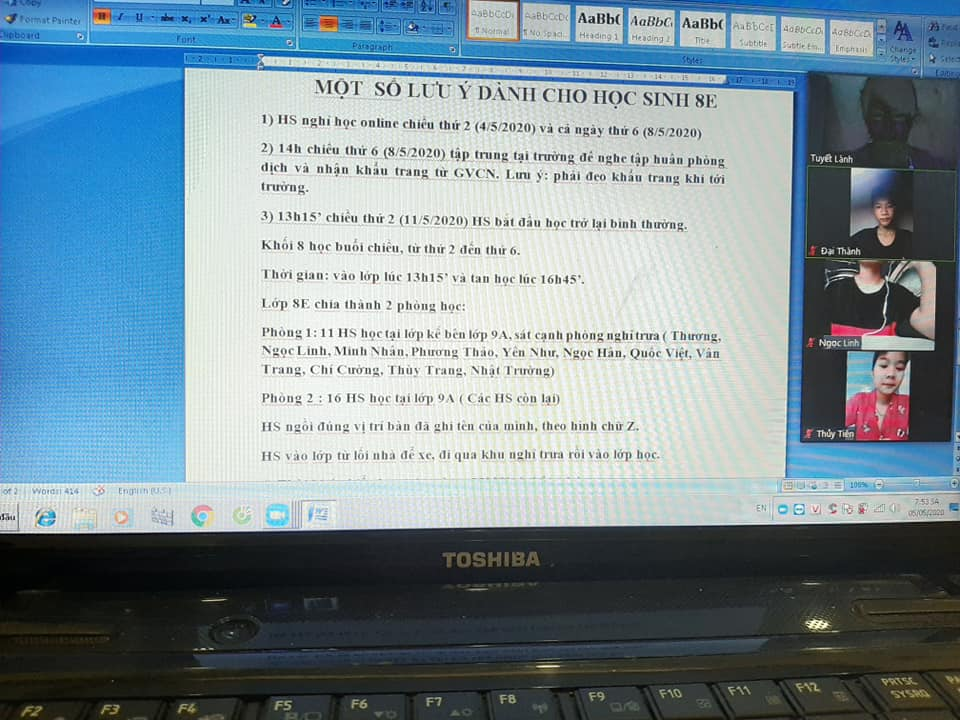 Copy
Format Painter
Clipboard
Font
Paragraph
AaBbCcDc AaBbCcDc AaBbC AaBbCc AaBbC AaBbCcD AaBbCcDc AaBbCcDc
¶ Normal ¶ No Spaci... Heading 1 Heading 2 Title Subtitle Subtle Em... Emphasis
Change Styles
Styles
Find
Select
Editing
MỘT SỐ LƯU Ý DÀNH CHO HỌC SINH 8E
1) HS nghỉ học online chiều thứ 2 (4/5/2020) và cả ngày thứ 6 (8/5/2020)
2) 14h chiều thứ 6 (8/5/2020) tập trung tại trường để nghe tập huấn phòng
dịch và nhận khẩu trang từ GVCN. Lưu ý: phải đeo khẩu trang khi tới
trường.
3) 13h15' chiều thứ 2 (11/5/2020) HS bắt đầu học trở lại bình thường.
Khối 8 học buổi chiều, từ thứ 2 đến thứ 6.
Thời gian: vào lớp lúc 13h15' và tan học lúc 16h45'.
Lớp 8E chia thành 2 phòng học:
Phòng 1: 11 HS học tại lớp kế bên lớp 9A, sát cạnh phòng nghỉ trưa ( Thương,
Ngọc Linh, Minh Nhân, Phương Thảo, Yến Như, Ngọc Hân, Quốc Việt, Vân
Trang, Chí Cường, Thùy Trang, Nhật Trường)
Phòng 2 : 16 HS học tại lớp 9A ( Các HS còn lại)
HS ngồi đúng vị trí bàn đã ghi tên của mình, theo hình chữ Z.
HS vào lớp từ lối nhà để xe, đi qua khu nghỉ trưa rồi vào lớp học.
Tuyết Lành
Đại Thành
Ngọc Linh
Thủy Tiên
of 2 Words: 414 English (U.S.) 100%
EN 7:53 SA
05/05/2020
TOSHIBA
F2 F3 F4 F5 F6 F7 F8 F9 F10 F11 F12 PRTSC
SYSRQ